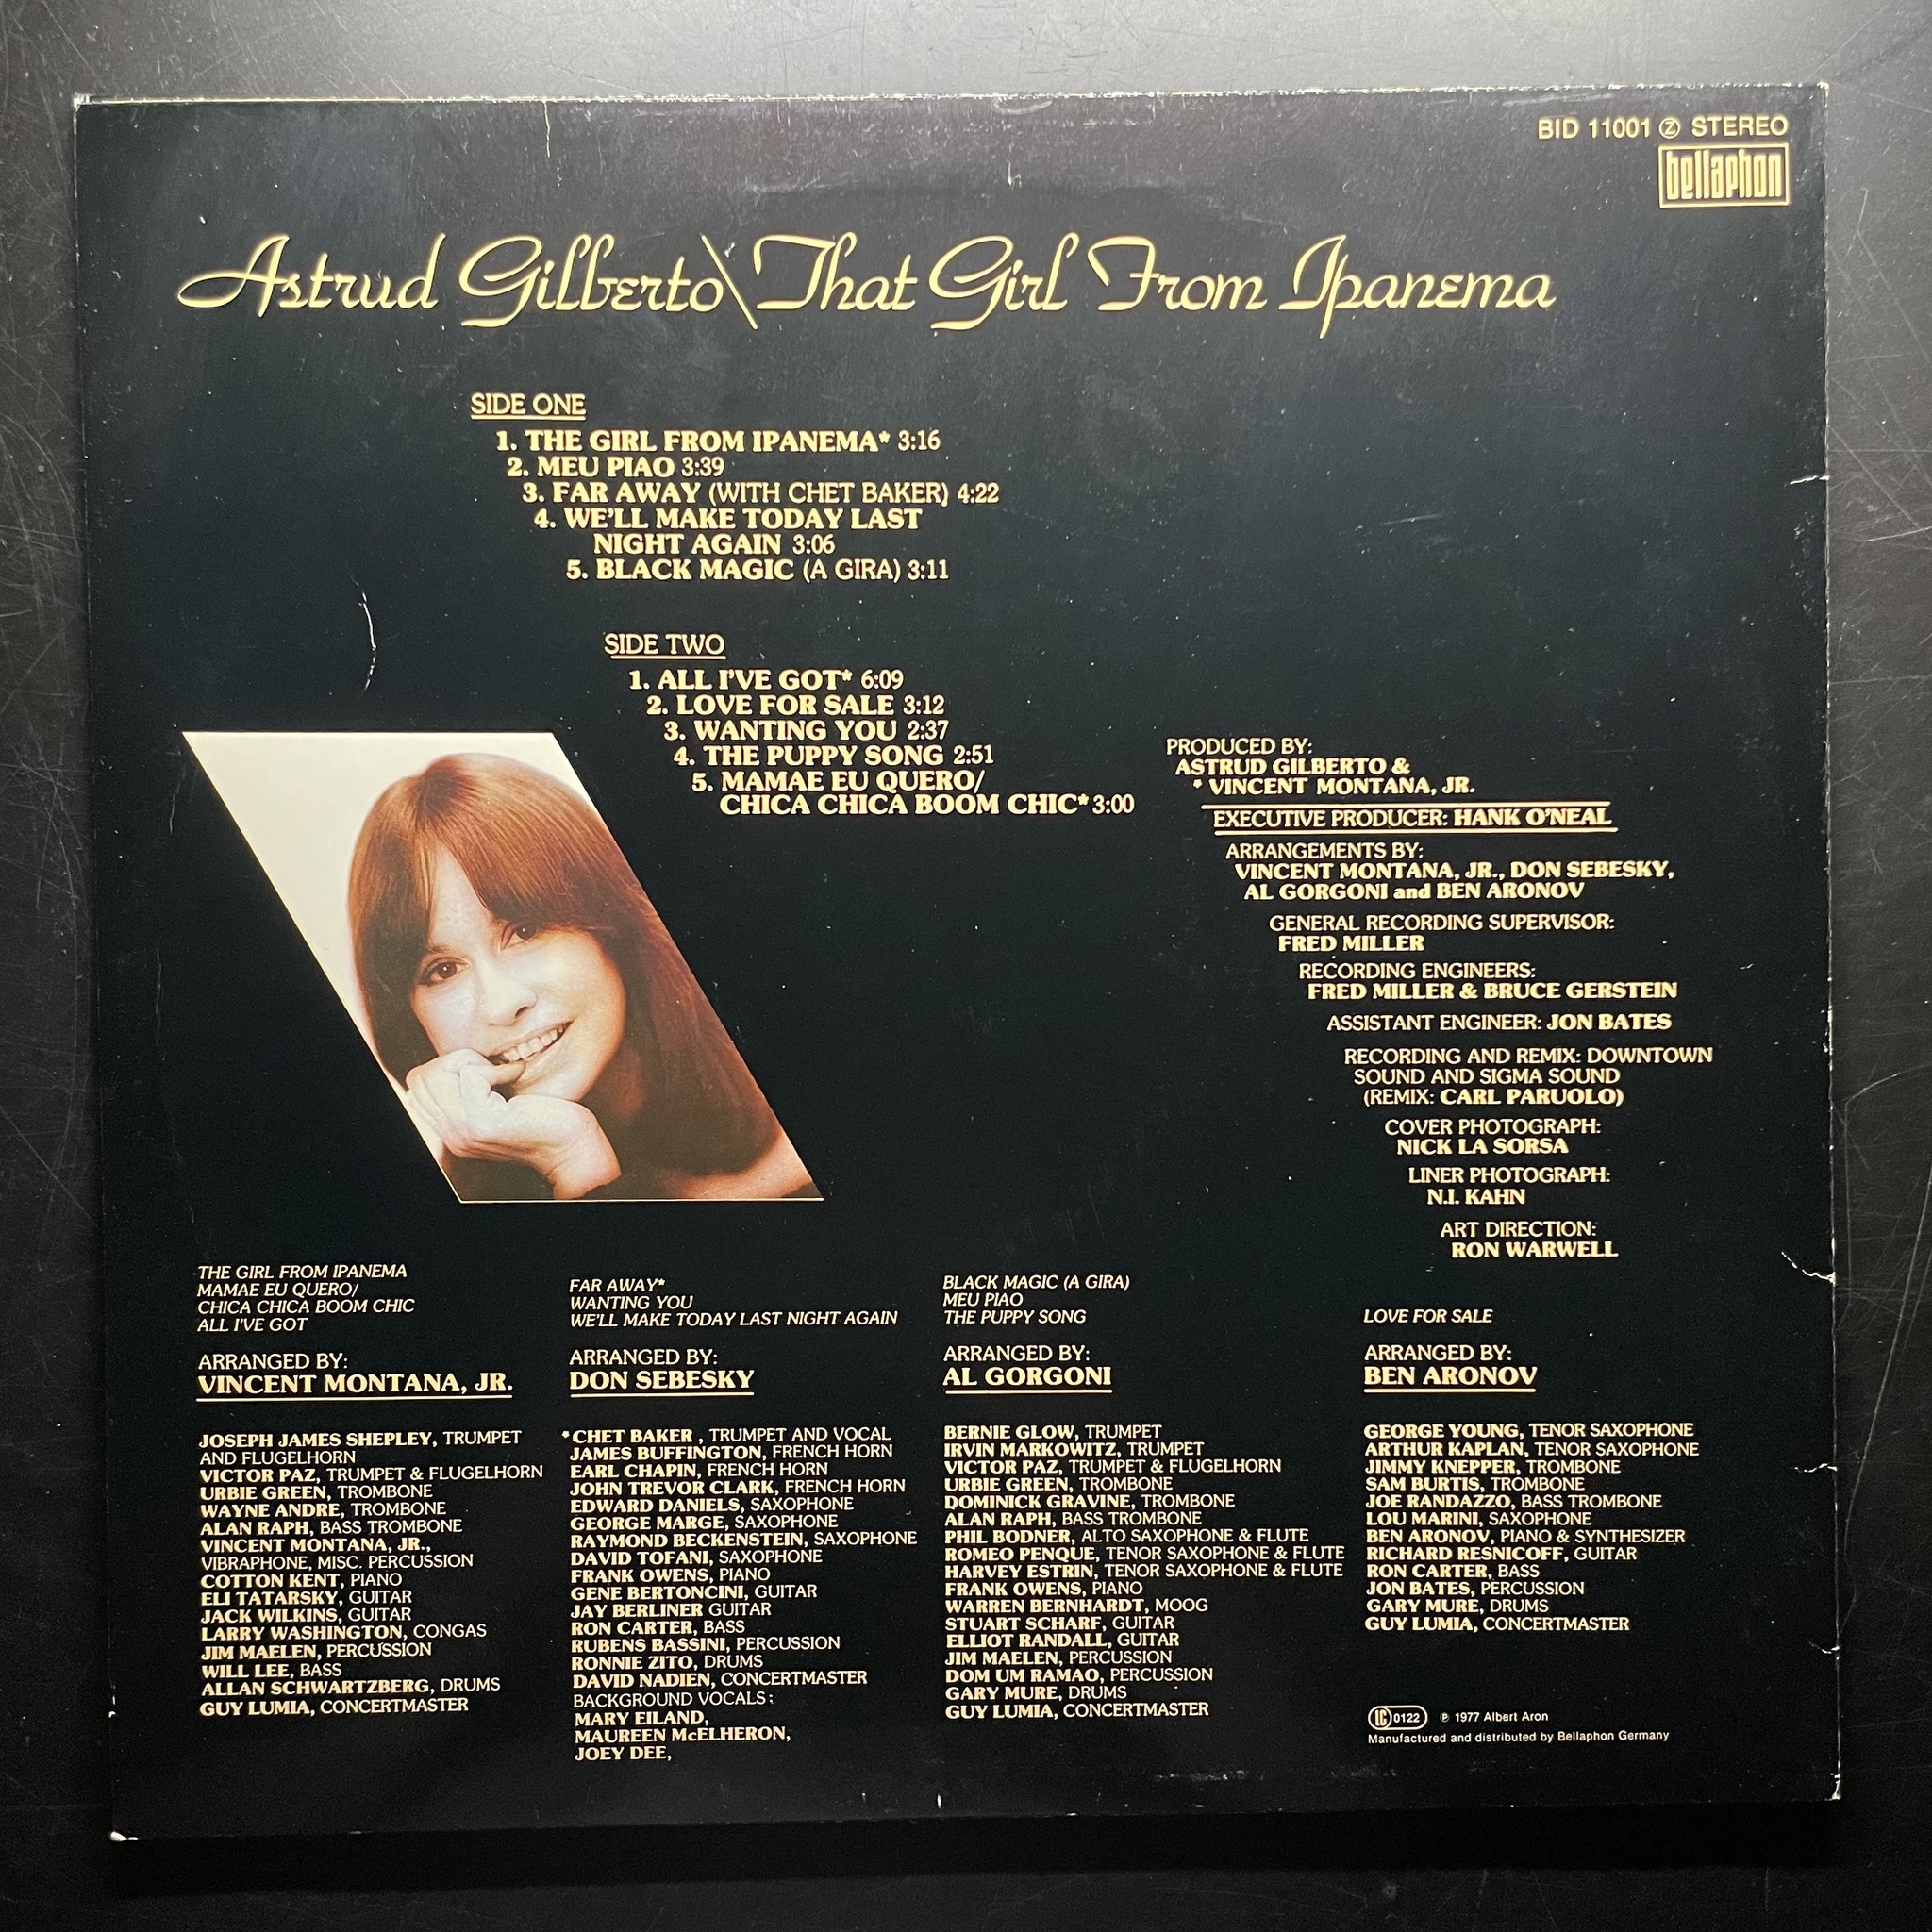 BID 11001 Ⓩ STEREO
bellaphon
Astrud Gilberto\That Girl From Ipanema
SIDE ONE
1. THE GIRL FROM IPANEMA* 3:16
2. MEU PIAO 3:39
3. FAR AWAY (WITH CHET BAKER) 4:22
4. WE'LL MAKE TODAY LAST
NIGHT AGAIN 3:06
5. BLACK MAGIC (A GIRA) 3:11
SIDE TWO
1. ALL I'VE GOT* 6:09
2. LOVE FOR SALE 3:12
3. WANTING YOU 2:37
4. THE PUPPY SONG 2:51
5. MAMAE EU QUERO/
CHICA CHICA BOOM CHIC* 3:00
PRODUCED BY:
ASTRUD GILBERTO &
* VINCENT MONTANA, JR.
EXECUTIVE PRODUCER: HANK O'NEAL
ARRANGEMENTS BY:
VINCENT MONTANA, JR., DON SEBESKY,
AL GORGONI and BEN ARONOV
GENERAL RECORDING SUPERVISOR:
FRED MILLER
RECORDING ENGINEERS:
FRED MILLER & BRUCE GERSTEIN
ASSISTANT ENGINEER: JON BATES
RECORDING AND REMIX: DOWNTOWN
SOUND AND SIGMA SOUND
(REMIX: CARL PARUOLO)
COVER PHOTOGRAPH:
NICK LA SORSA
LINER PHOTOGRAPH:
N.I. KAHN
ART DIRECTION:
RON WARWELL
THE GIRL FROM IPANEMA
MAMAE EU QUERO/
CHICA CHICA BOOM CHIC
ALL I'VE GOT
ARRANGED BY:
VINCENT MONTANA, JR.
JOSEPH JAMES SHEPLEY, TRUMPET
AND FLUGELHORN
VICTOR PAZ, TRUMPET & FLUGELHORN
URBIE GREEN, TROMBONE
WAYNE ANDRE, TROMBONE
ALAN RAPH, BASS TROMBONE
VINCENT MONTANA, JR.,
VIBRAPHONE, MISC. PERCUSSION
COTTON KENT, PIANO
ELI TATARSKY, GUITAR
JACK WILKINS, GUITAR
LARRY WASHINGTON, CONGAS
JIM MAELEN, PERCUSSION
WILL LEE, BASS
ALLAN SCHWARTZBERG, DRUMS
GUY LUMIA, CONCERTMASTER
FAR AWAY*
WANTING YOU
WE'LL MAKE TODAY LAST NIGHT AGAIN
ARRANGED BY:
DON SEBESKY
*CHET BAKER , TRUMPET AND VOCAL
JAMES BUFFINGTON, FRENCH HORN
EARL CHAPIN, FRENCH HORN
JOHN TREVOR CLARK, FRENCH HORN
EDWARD DANIELS, SAXOPHONE
GEORGE MARGE, SAXOPHONE
RAYMOND BECKENSTEIN, SAXOPHONE
DAVID TOFANI, SAXOPHONE
FRANK OWENS, PIANO
GENE BERTONCINI, GUITAR
JAY BERLINER GUITAR
RON CARTER, BASS
RUBENS BASSINI, PERCUSSION
RONNIE ZITO, DRUMS
DAVID NADIEN, CONCERTMASTER
BACKGROUND VOCALS:
MARY EILAND,
MAUREEN McELHERON,
JOEY DEE,
BLACK MAGIC (A GIRA)
MEU PIAO
THE PUPPY SONG
ARRANGED BY:
AL GORGONI
BERNIE GLOW, TRUMPET
IRVIN MARKOWITZ, TRUMPET
VICTOR PAZ, TRUMPET & FLUGELHORN
URBIE GREEN, TROMBONE
DOMINICK GRAVINE, TROMBONE
ALAN RAPH, BASS TROMBONE
PHIL BODNER, ALTO SAXOPHONE & FLUTE
ROMEO PENQUE, TENOR SAXOPHONE & FLUTE
HARVEY ESTRIN, TENOR SAXOPHONE & FLUTE
FRANK OWENS, PIANO
WARREN BERNHARDT, MOOG
STUART SCHARF, GUITAR
ELLIOT RANDALL, GUITAR
JIM MAELEN, PERCUSSION
DOM UM RAMAO, PERCUSSION
GARY MURE, DRUMS
GUY LUMIA, CONCERTMASTER
LOVE FOR SALE
ARRANGED BY:
BEN ARONOV
GEORGE YOUNG, TENOR SAXOPHONE
ARTHUR KAPLAN, TENOR SAXOPHONE
JIMMY KNEPPER, TROMBONE
SAM BURTIS, TROMBONE
JOE RANDAZZO, BASS TROMBONE
LOU MARINI, SAXOPHONE
BEN ARONOV, PIANO & SYNTHESIZER
RICHARD RESNICOFF, GUITAR
RON CARTER, BASS
JON BATES, PERCUSSION
GARY MURE, DRUMS
GUY LUMIA, CONCERTMASTER
LC 0122 ℗ 1977 Albert Aron
Manufactured and distributed by Bellaphon Germany